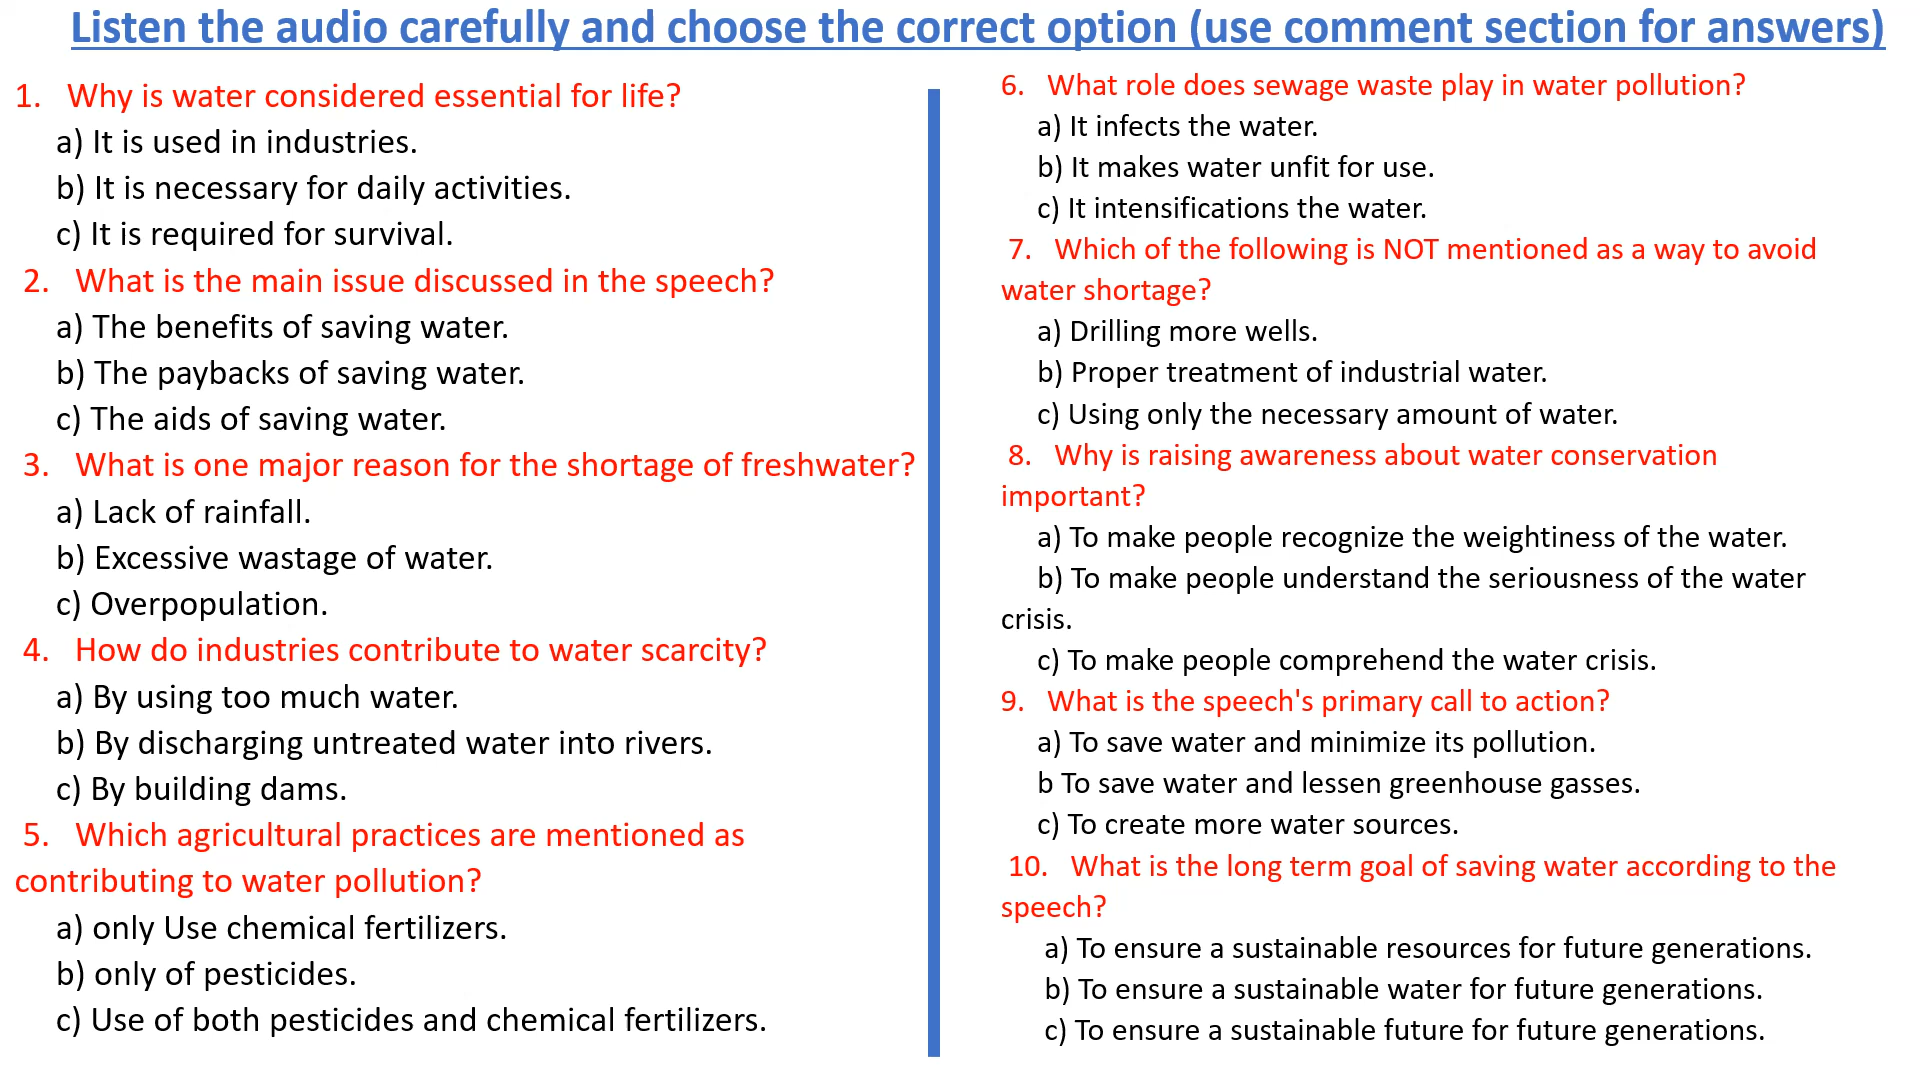 Listen the audio carefully and choose the correct option (use comment section for answers)
1. Why is water considered essential for life?
a) It is used in industries.
b) It is necessary for daily activities.
c) It is required for survival.
2. What is the main issue discussed in the speech?
a) The benefits of saving water.
b) The paybacks of saving water.
c) The aids of saving water.
3. What is one major reason for the shortage of freshwater?
a) Lack of rainfall.
b) Excessive wastage of water.
c) Overpopulation.
4. How do industries contribute to water scarcity?
a) By using too much water.
b) By discharging untreated water into rivers.
c) By building dams.
5. Which agricultural practices are mentioned as
contributing to water pollution?
a) only Use chemical fertilizers.
b) only of pesticides.
c) Use of both pesticides and chemical fertilizers.
6. What role does sewage waste play in water pollution?
a) It infects the water.
b) It makes water unfit for use.
c) It intensifications the water.
7. Which of the following is NOT mentioned as a way to avoid
water shortage?
a) Drilling more wells.
b) Proper treatment of industrial water.
c) Using only the necessary amount of water.
8. Why is raising awareness about water conservation
important?
a) To make people recognize the weightiness of the water.
b) To make people understand the seriousness of the water
crisis.
c) To make people comprehend the water crisis.
9. What is the speech's primary call to action?
a) To save water and minimize its pollution.
b To save water and lessen greenhouse gasses.
c) To create more water sources.
10. What is the long term goal of saving water according to the
speech?
a) To ensure a sustainable resources for future generations.
b) To ensure a sustainable water for future generations.
c) To ensure a sustainable future for future generations.